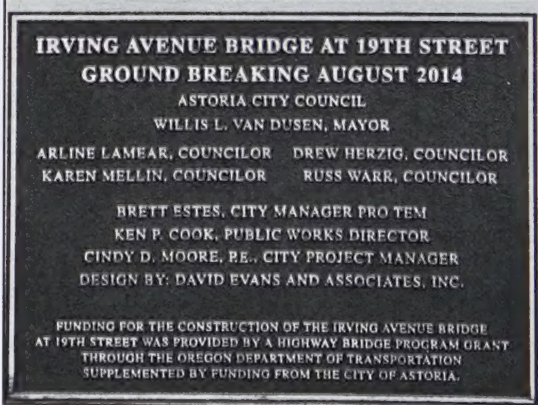 IRVING AVENUE BRIDGE AT 19TH STREET
GROUND BREAKING AUGUST 2014
ASTORIA CITY COUNCIL
WILLIS L. VAN DUSEN, MAYOR
ARLINE LAMEAR, COUNCILOR DREW HERZIG, COUNCILOR
KAREN MELLIN, COUNCILOR RUSS WARR, COUNCILOR
BRETT ESTES, CITY MANAGER PRO TEM
KEN P. COOK, PUBLIC WORKS DIRECTOR
CINDY D. MOORE, P.E., CITY PROJECT MANAGER
DESIGN BY: DAVID EVANS AND ASSOCIATES, INC.
FUNDING FOR THE CONSTRUCTION OF THE IRVING AVENUE BRIDGE
AT 19TH STREET WAS PROVIDED BY A HIGHWAY BRIDGE PROGRAM GRANT
THROUGH THE OREGON DEPARTMENT OF TRANSPORTATION
SUPPLEMENTED BY FUNDING FROM THE CITY OF ASTORIA.